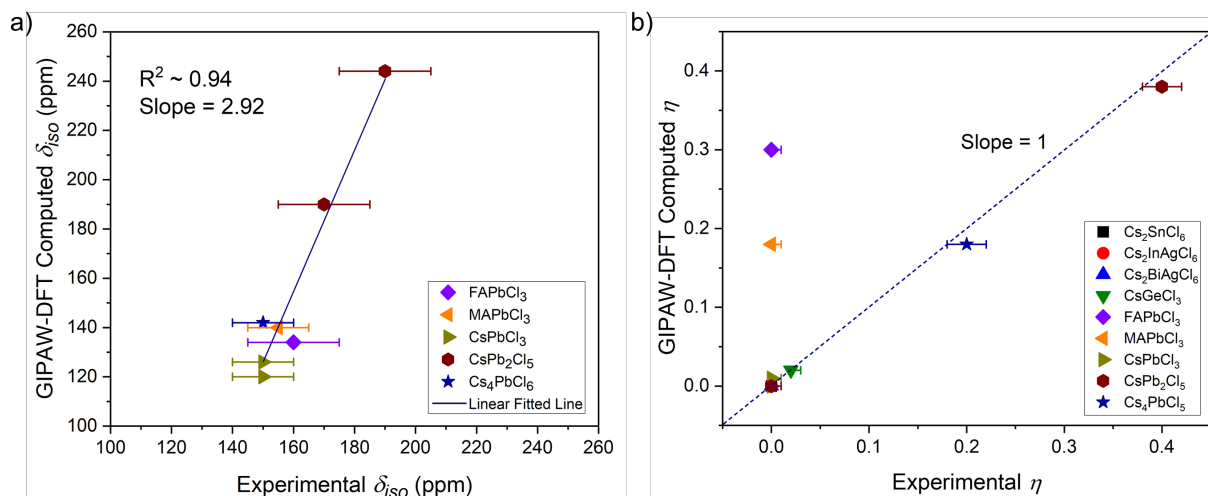 a)
GIPAW-DFT Computed δiso (ppm)
260
240
220
200
180
160
140
120
100
R² ~ 0.94
Slope = 2.92
FAPbCl₃
MAPbCl₃
CsPbCl₃
CsPb₂Cl₅
Cs₄PbCl₆
Linear Fitted Line
100 120 140 160 180 200 220 240 260
Experimental δiso (ppm)
b)
GIPAW-DFT Computed η
0.4
0.3
0.2
0.1
0.0
Slope = 1
Cs₂SnCl₆
Cs₂InAgCl₆
Cs₂BiAgCl₆
CsGeCl₃
FAPbCl₃
MAPbCl₃
CsPbCl₃
CsPb₂Cl₅
Cs₄PbCl₅
0.0 0.1 0.2 0.3 0.4
Experimental η